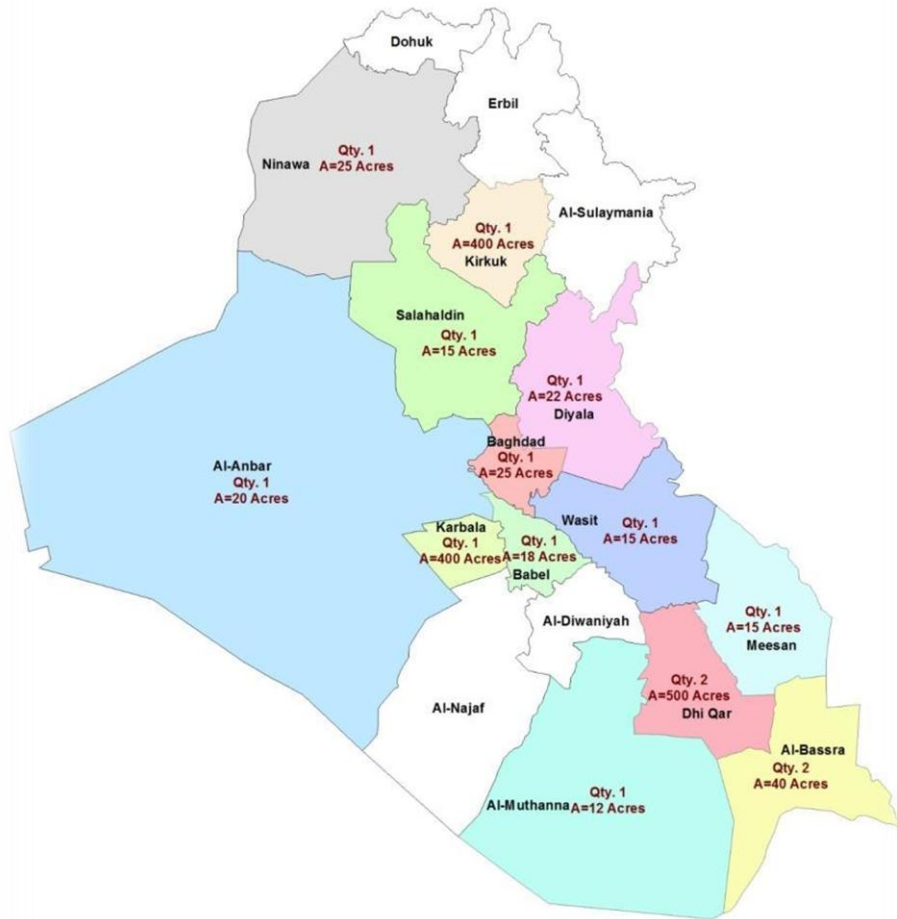 Dohuk
Erbil
Ninawa
Qty. 1
A=25 Acres
Al-Sulaymania
Qty. 1
A=400 Acres
Kirkuk
Salahaldin
Qty. 1
A=15 Acres
Qty. 1
A=22 Acres
Diyala
Baghdad
Qty. 1
A=25 Acres
Al-Anbar
Qty. 1
A=20 Acres
Wasit
Qty. 1
A=15 Acres
Karbala
Qty. 1
A=400 Acres
Qty. 1
A=18 Acres
Babel
Al-Diwaniyah
Qty. 1
A=15 Acres
Meesan
Al-Najaf
Qty. 2
A=500 Acres
Dhi Qar
Al-Bassra
Qty. 2
A=40 Acres
Al-Muthanna
Qty. 1
A=12 Acres